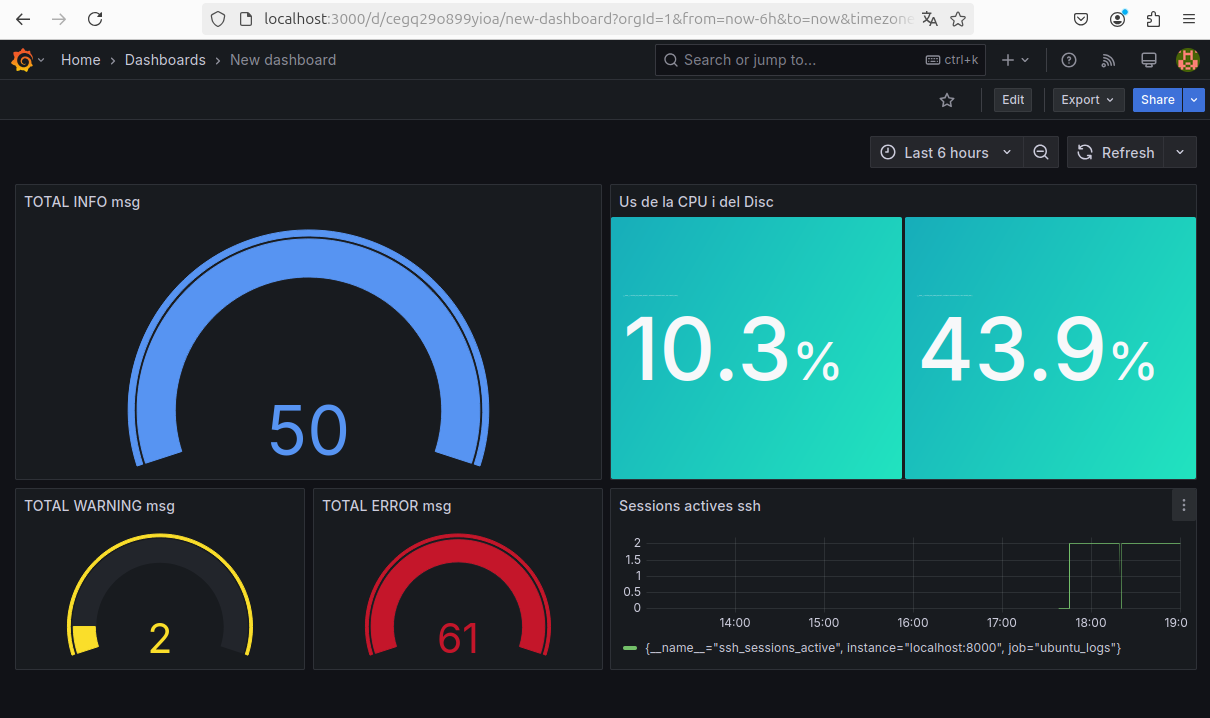 localhost:3000/d/cegq29o899yioa/new-dashboard?orgId=1&from=now-6h&to=now&timezone
Home › Dashboards › New dashboard
Search or jump to...
ctrl+k
Edit
Export
Share
Last 6 hours
Refresh
TOTAL INFO msg
50
Us de la CPU i del Disc
10.3%
43.9%
TOTAL WARNING msg
2
TOTAL ERROR msg
61
Sessions actives ssh
2
1.5
1
0.5
0
14:00 15:00 16:00 17:00 18:00 19:0
{__name__="ssh_sessions_active", instance="localhost:8000", job="ubuntu_logs"}